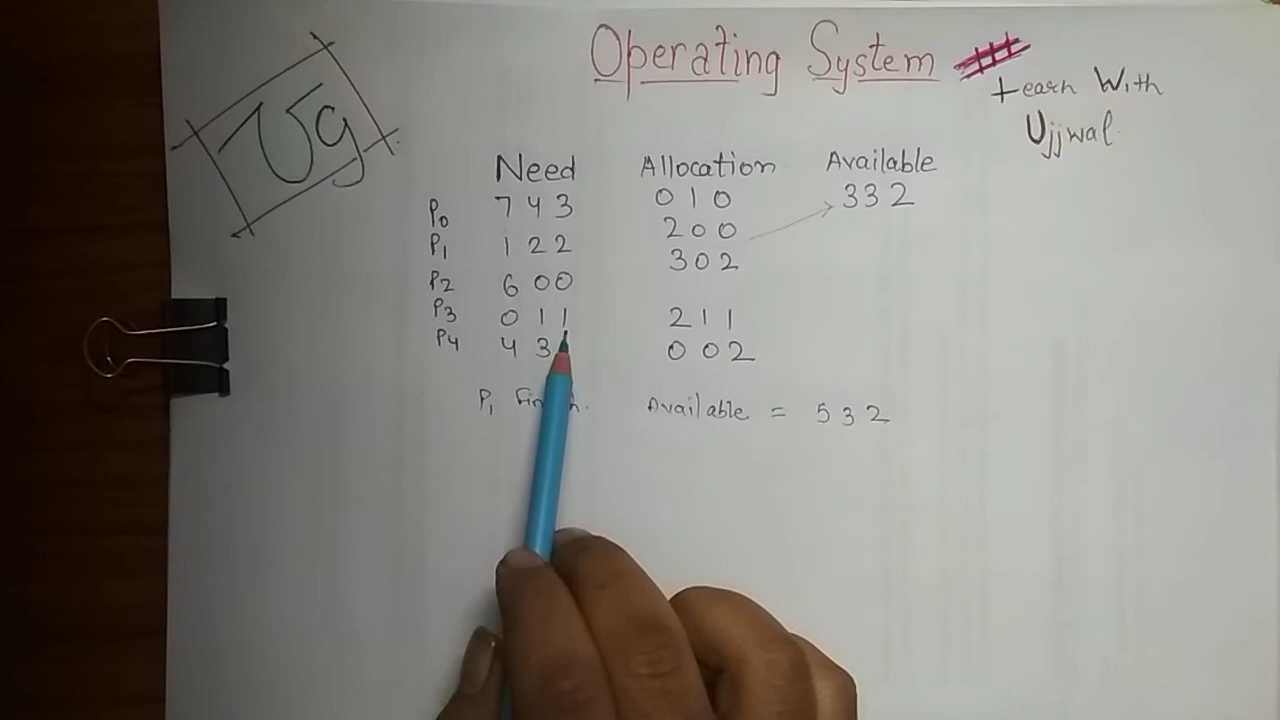 Operating System
Learn With
Ujjwal
Ug
Need Allocation Available
P0 7 4 3 0 1 0 3 3 2
P1 1 2 2 2 0 0
P2 6 0 0 3 0 2
P3 0 1 1 2 1 1
P4 4 3 0 0 2
P1 Available = 5 3 2